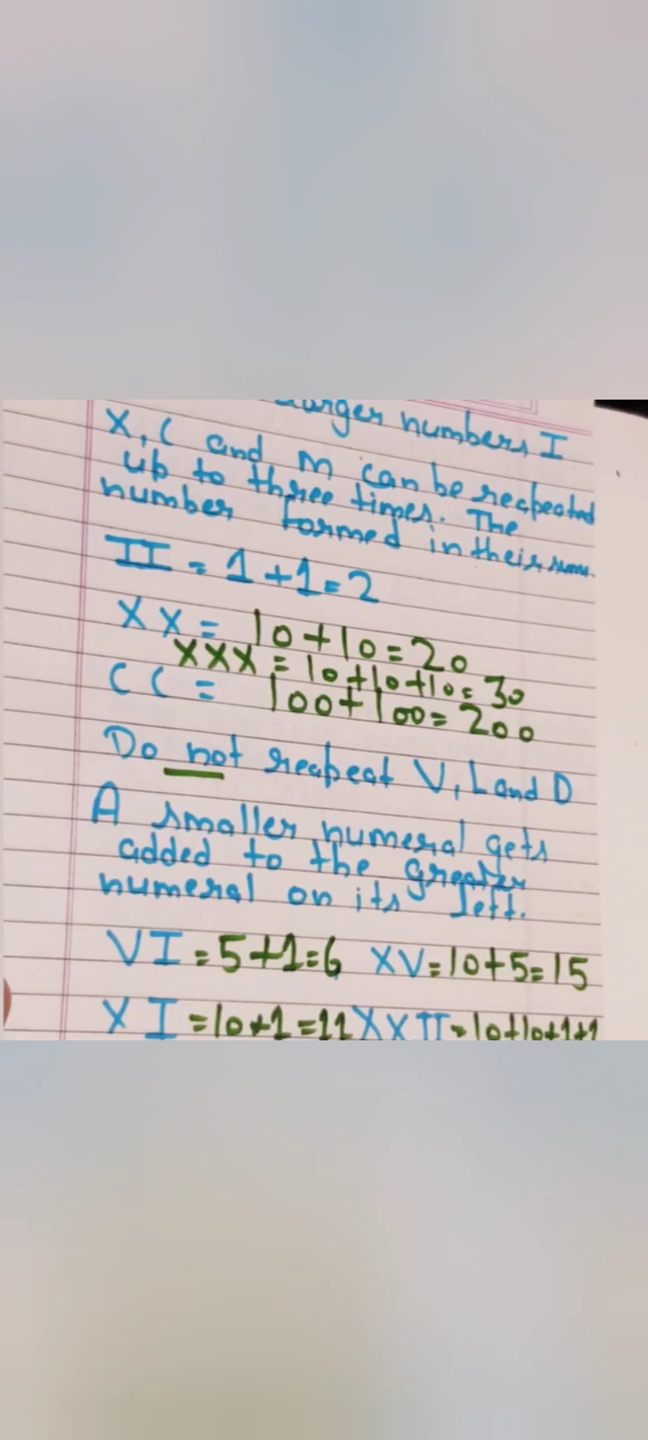 larger numbers, I
X, C and M can be repeated
up to three times. The
number formed in their sum.
II = 1+1=2
XX = 10+10=20
XXX = 10+10+10=30
CC = 100+100=200
Do not repeat V, L and D
A smaller numeral gets
added to the greater
numeral on its left.
VI=5+1=6 XV=10+5=15
XI=10+1=11 XXII=10+10+1+1